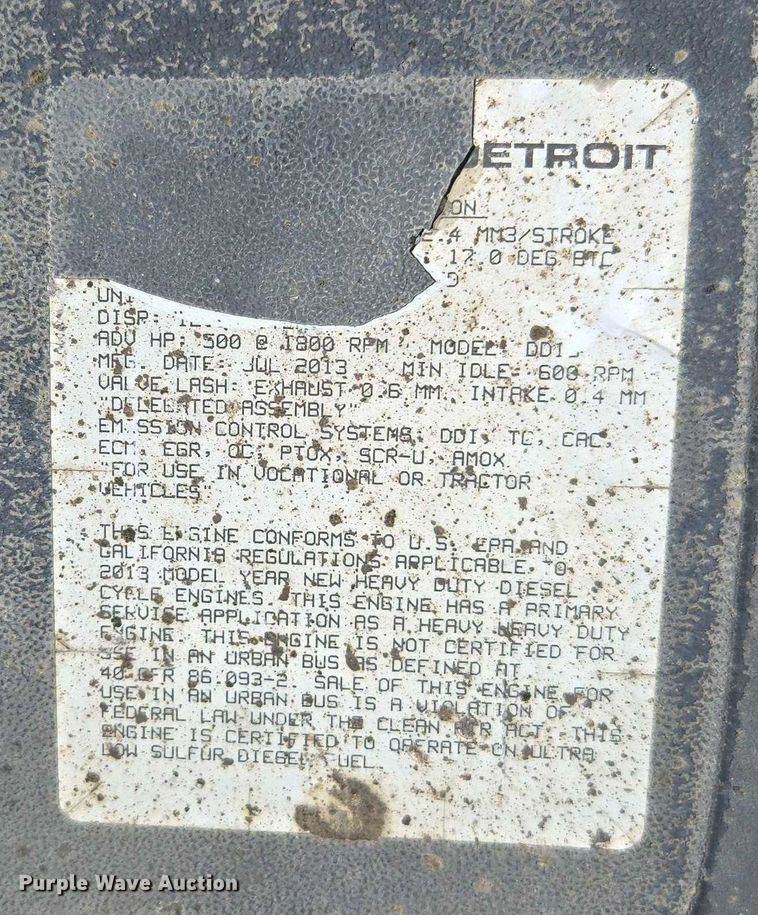 ETROIT
ON
.4 MM3/STROKE
17.0 DEG BTC
UN
DISP:
ADV HP: 500 @ 1800 RPM MODEL: DD1
MFG. DATE: JUL 2013 MIN IDLE: 600 RPM
VALVE LASH: EXHAUST 0.6 MM., INTAKE 0.4 MM
"DELEGATED ASSEMBLY"
EMISSION CONTROL SYSTEMS: DDI, TC, CAC,
ECM, EGR, OC, PTOX, SCR-U, AMOX
"FOR USE IN VOCATIONAL OR TRACTOR
VEHICLES"
THIS ENGINE CONFORMS TO U.S. EPA AND
CALIFORNIA REGULATIONS APPLICABLE TO
2013 MODEL YEAR NEW HEAVY DUTY DIESEL
CYCLE ENGINES. THIS ENGINE HAS A PRIMARY
SERVICE APPLICATION AS A HEAVY HEAVY DUTY
ENGINE. THIS ENGINE IS NOT CERTIFIED FOR
USE IN AN URBAN BUS AS DEFINED AT
40 CFR 86.093-2. SALE OF THIS ENGINE FOR
USE IN AN URBAN BUS IS A VIOLATION OF
FEDERAL LAW UNDER THE CLEAN AIR ACT. THIS
ENGINE IS CERTIFIED TO OPERATE ON ULTRA
LOW SULFUR DIESEL FUEL.
Purple Wave Auction